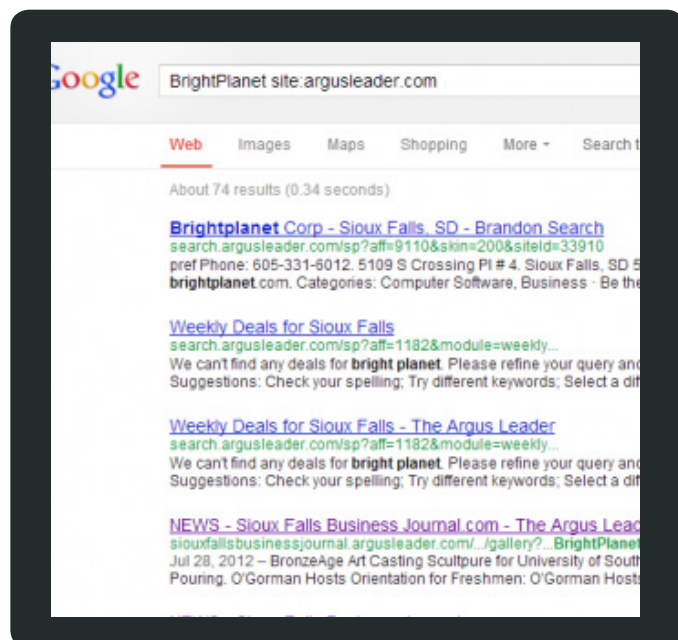 Google BrightPlanet site:argusleader.com
Web Images Maps Shopping More Search t
About 74 results (0.34 seconds)
Brightplanet Corp - Sioux Falls, SD - Brandon Search
search.argusleader.com/sp?aff=9110&skin=200&siteId=33910
pref Phone: 605-331-6012. 5109 S Crossing Pl # 4. Sioux Falls, SD 5
brightplanet.com. Categories: Computer Software, Business · Be the
Weekly Deals for Sioux Falls
search.argusleader.com/sp?aff=1182&module=weekly...
We can't find any deals for bright planet. Please refine your query and
Suggestions: Check your spelling; Try different keywords; Select a dif
Weekly Deals for Sioux Falls - The Argus Leader
search.argusleader.com/sp?aff=1182&module=weekly...
We can't find any deals for bright planet. Please refine your query and
Suggestions: Check your spelling; Try different keywords; Select a dif
NEWS - Sioux Falls Business Journal.com - The Argus Leac
siouxfallsbusinessjournal.argusleader.com/.../gallery?...BrightPlanet
Jul 28, 2012 – BronzeAge Art Casting Scultpure for University of South
Pouring. O'Gorman Hosts Orientation for Freshmen: O'Gorman Hosts